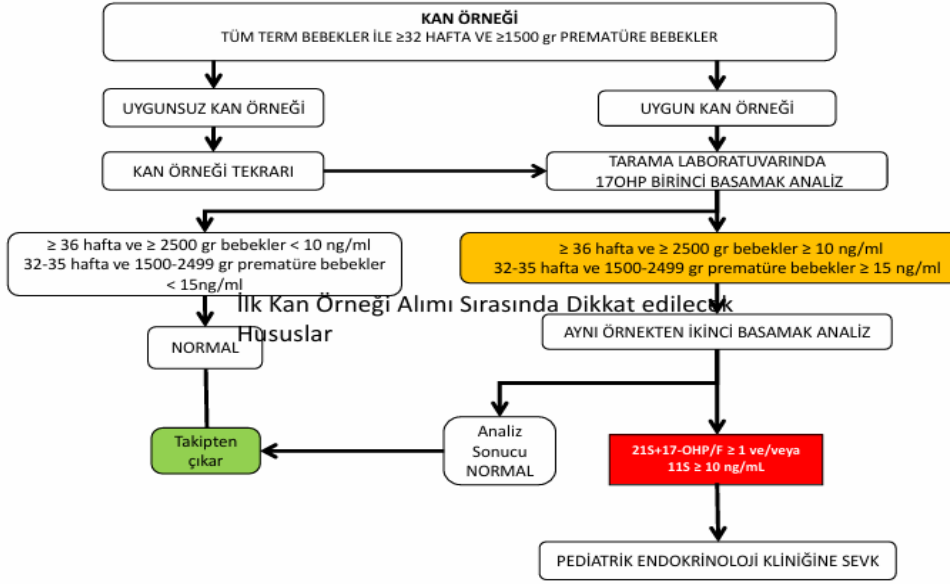 KAN ÖRNEĞİ
TÜM TERM BEBEKLER İLE ≥32 HAFTA VE ≥1500 gr PREMATÜRE BEBEKLER
UYGUNSUZ KAN ÖRNEĞİ
UYGUN KAN ÖRNEĞİ
KAN ÖRNEĞİ TEKRARI
TARAMA LABORATUVARINDA
17OHP BİRİNCİ BASAMAK ANALİZ
≥ 36 hafta ve ≥ 2500 gr bebekler < 10 ng/ml
32-35 hafta ve 1500-2499 gr prematüre bebekler
< 15ng/ml
≥ 36 hafta ve ≥ 2500 gr bebekler ≥ 10 ng/ml
32-35 hafta ve 1500-2499 gr prematüre bebekler ≥ 15 ng/ml
İlk Kan Örneği Alımı Sırasında Dikkat edilecek
Hususlar
NORMAL
AYNI ÖRNEKTEN İKİNCİ BASAMAK ANALİZ
Takipten
çıkar
Analiz
Sonucu
NORMAL
21S+17-OHP/F ≥ 1 ve/veya
11S ≥ 10 ng/mL
PEDİATRİK ENDOKRİNOLOJİ KLİNİĞİNE SEVK